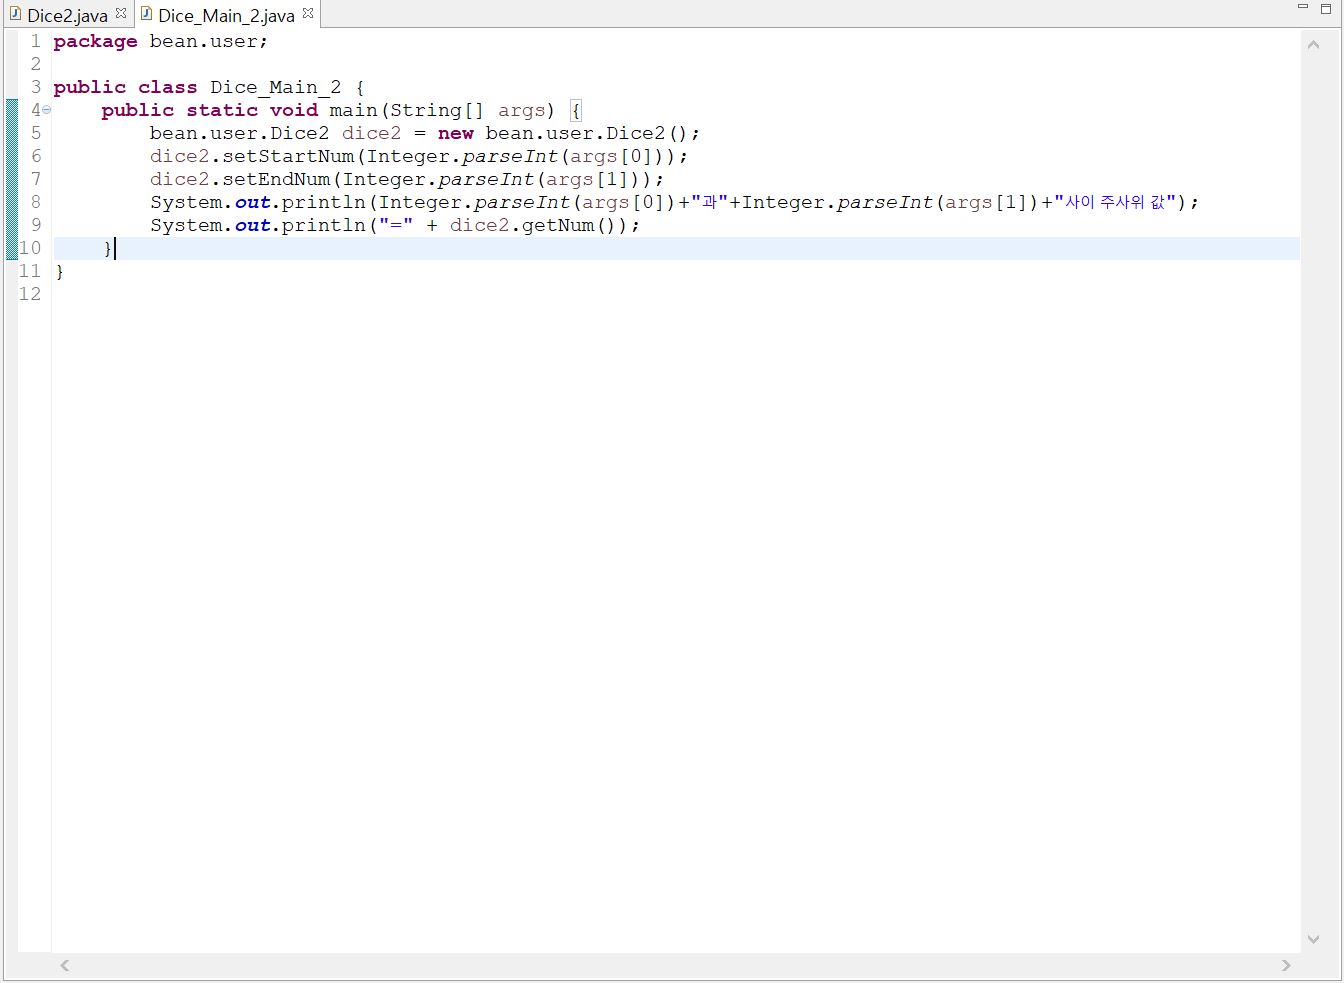 Dice2.java Dice_Main_2.java
1 package bean.user;
2
3 public class Dice_Main_2 {
4 public static void main(String[] args) {
5 bean.user.Dice2 dice2 = new bean.user.Dice2();
6 dice2.setStartNum(Integer.parseInt(args[0]));
7 dice2.setEndNum(Integer.parseInt(args[1]));
8 System.out.println(Integer.parseInt(args[0])+"과"+Integer.parseInt(args[1])+"사이 주사위 값");
9 System.out.println("=" + dice2.getNum());
10 }
11 }
12